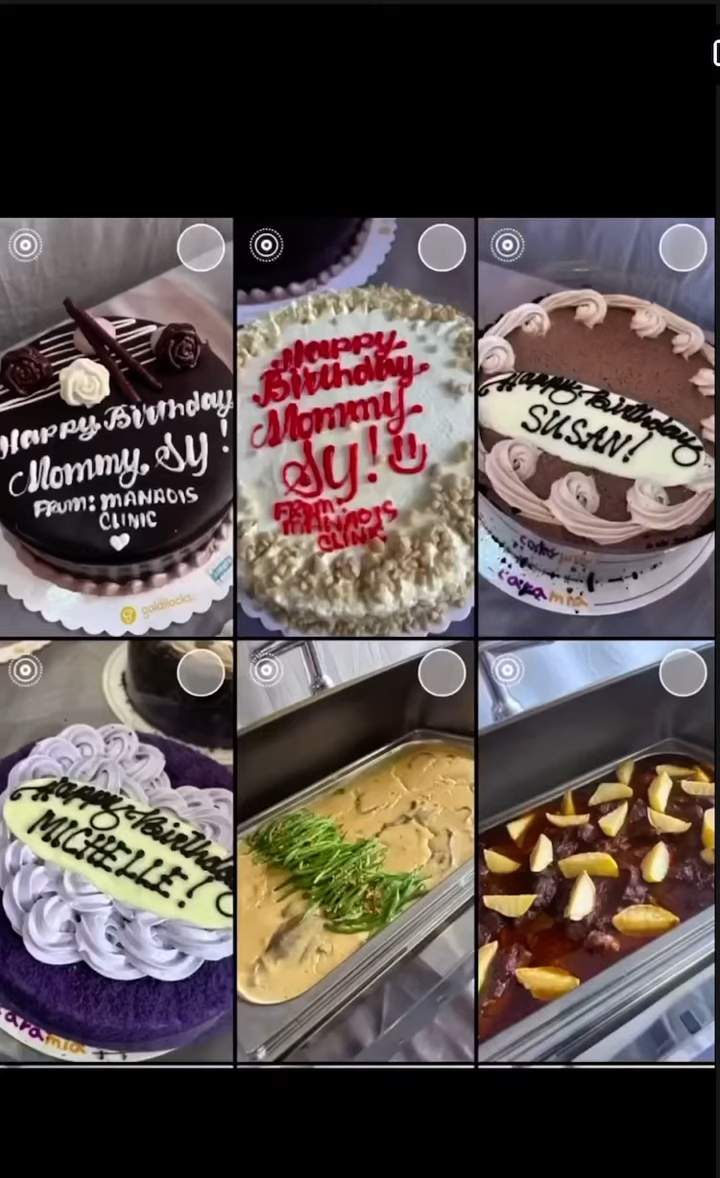 Happy Birthday
Mommy, SY!
From: MANAOIS
CLINIC
goldilocks
Happy
Birthday
Mommy
SY!
FROM:
MANAOIS
CLINIC
Happy Birthday
SUSAN!
caramia
Happy Birthday
MICHELLE!
caramia